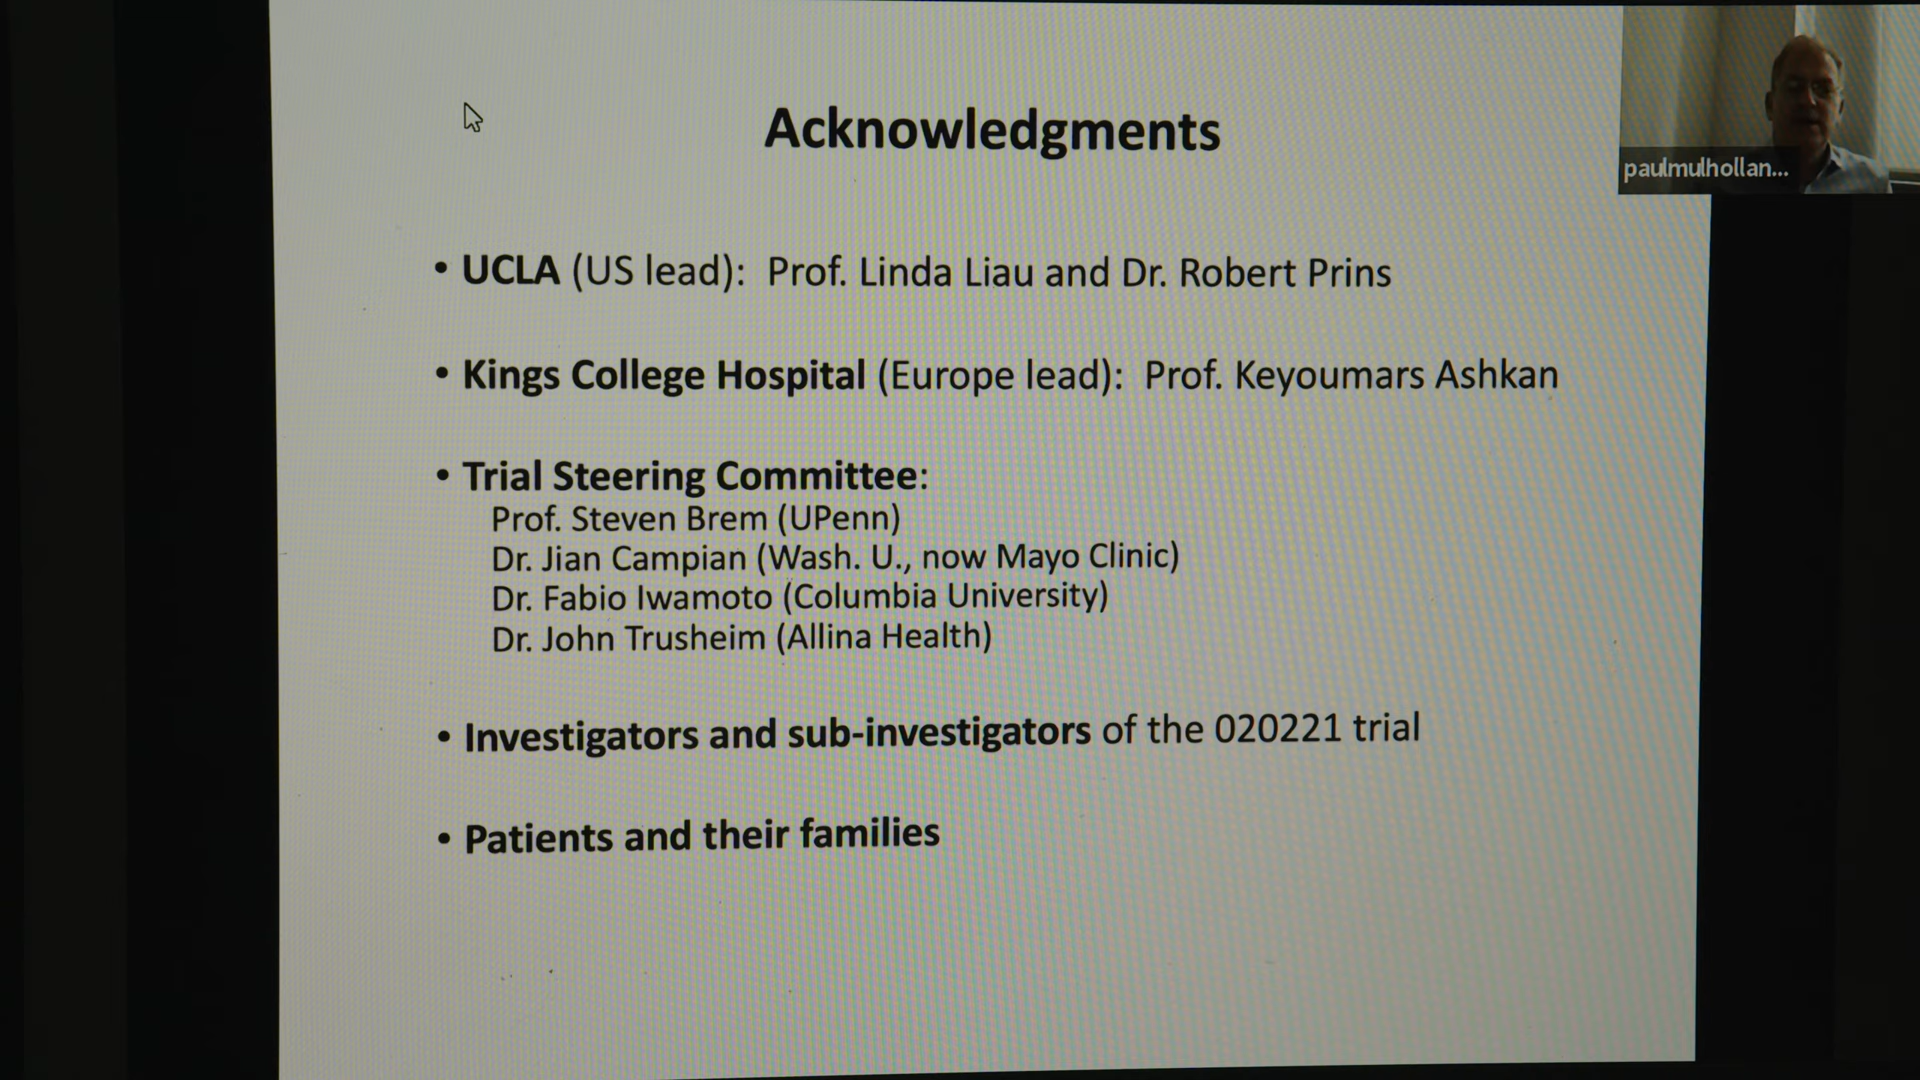 Acknowledgments
paulmulhollan...
• UCLA (US lead): Prof. Linda Liau and Dr. Robert Prins
• Kings College Hospital (Europe lead): Prof. Keyoumars Ashkan
• Trial Steering Committee:
Prof. Steven Brem (UPenn)
Dr. Jian Campian (Wash. U., now Mayo Clinic)
Dr. Fabio Iwamoto (Columbia University)
Dr. John Trusheim (Allina Health)
• Investigators and sub-investigators of the 020221 trial
• Patients and their families